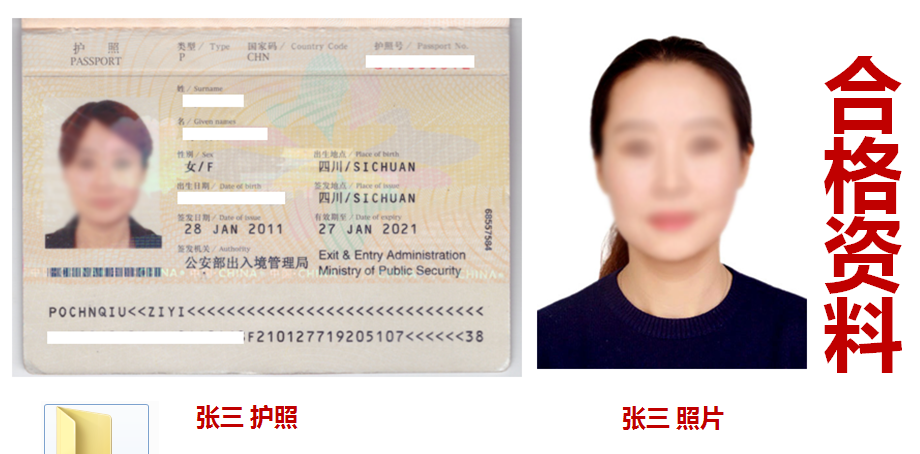 护 照
PASSPORT
类型 / Type
P
国家码 / Country Code
CHN
护照号 / Passport No.
姓 / Surname
名 / Given names
性别 / Sex
女/F
出生地点 / Place of birth
四川/SICHUAN
出生日期 / Date of birth
签发地点 / Place of issue
四川/SICHUAN
签发日期 / Date of issue
28 JAN 2011
有效期至 / Date of expiry
27 JAN 2021
签发机关 / Authority
公安部出入境管理局
Exit & Entry Administration
Ministry of Public Security
68557584
POCHNQIU<<ZIYI<<<<<<<<<<<<<<<<<<<<<<<<<<<<<<
F210127719205107<<<<<<38
合格资料
张三 护照
张三 照片